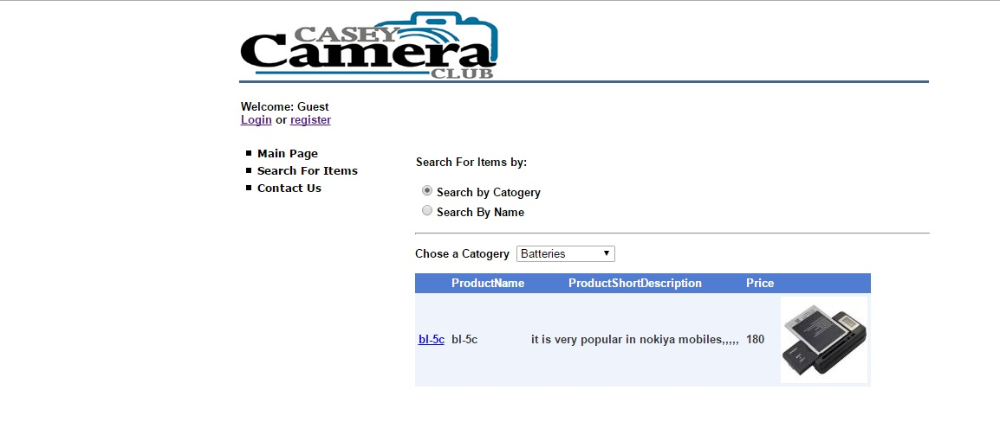 CASEY
Camera
CLUB
Welcome: Guest
Login or register
Main Page
Search For Items
Contact Us
Search For Items by:
Search by Catogery
Search By Name
Chose a Catogery Batteries
ProductName ProductShortDescription Price
bl-5c bl-5c it is very popular in nokiya mobiles,,,,, 180